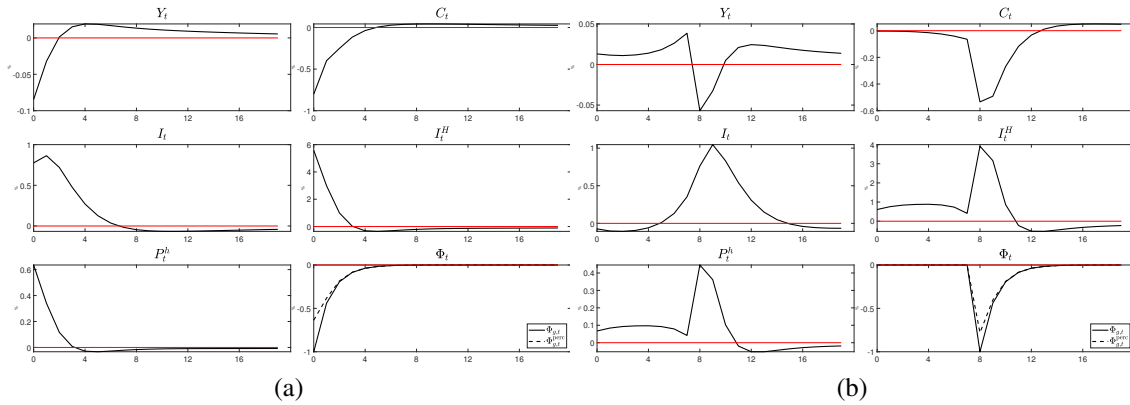 Y_t
C_t
Y_t
C_t
0
-0.05
-0.1
%
0 4 8 12 16
0
-0.5
-1
%
0 4 8 12 16
0.05
0
-0.05
%
0 4 8 12 16
0
-0.2
-0.4
-0.6
%
0 4 8 12 16
I_t
I_t^H
I_t
I_t^H
1
0.5
0
%
0 4 8 12 16
6
4
2
0
%
0 4 8 12 16
1
0.5
0
%
0 4 8 12 16
4
3
2
1
0
%
0 4 8 12 16
P_t^h
Φ_t
P_t^h
Φ_t
0.6
0.4
0.2
0
%
0 4 8 12 16
0
-0.5
-1
%
0 4 8 12 16
Φ_{g,t}
Φ_{g,t}^{perc}
0.4
0.3
0.2
0.1
0
%
0 4 8 12 16
0
-0.5
-1
%
0 4 8 12 16
Φ_{g,t}
Φ_{g,t}^{perc}
(a)
(b)